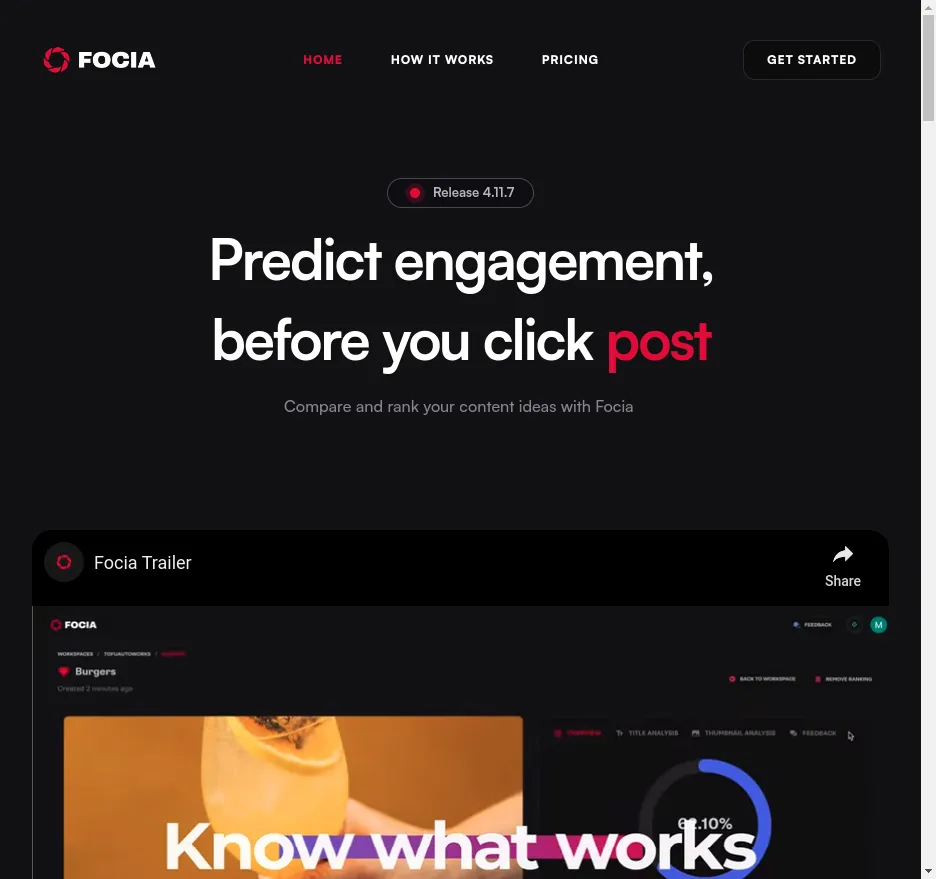 FOCIA
HOME
HOW IT WORKS
PRICING
GET STARTED
Release 4.11.7
Predict engagement,
before you click post
Compare and rank your content ideas with Focia
Focia Trailer
Share
FOCIA
FEEDBACK
M
WORKSPACES / TOFUAUTOWORKS /
Burgers
Created 2 minutes ago
BACK TO WORKSPACE
REMOVE RANKING
OVERVIEW
TITLE ANALYSIS
THUMBNAIL ANALYSIS
FEEDBACK
62.10%
Know what works